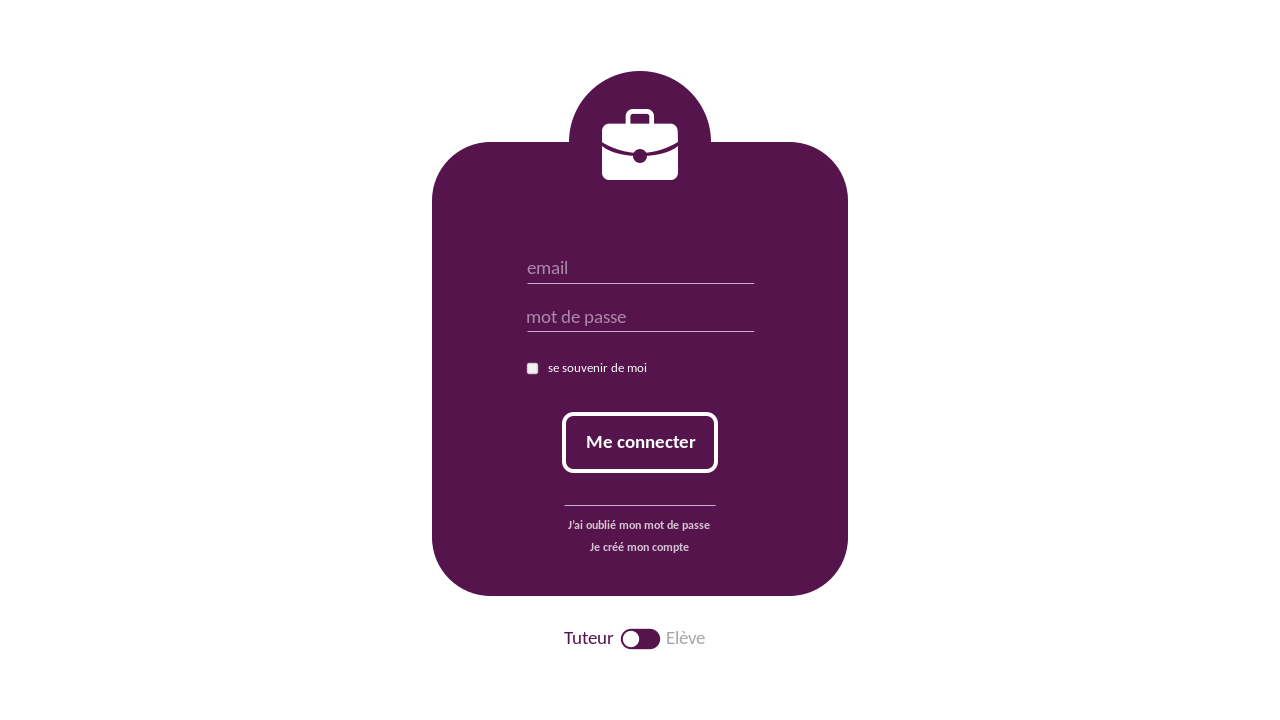 email
mot de passe
se souvenir de moi
Me connecter
J'ai oublié mon mot de passe
Je créé mon compte
Tuteur Elève